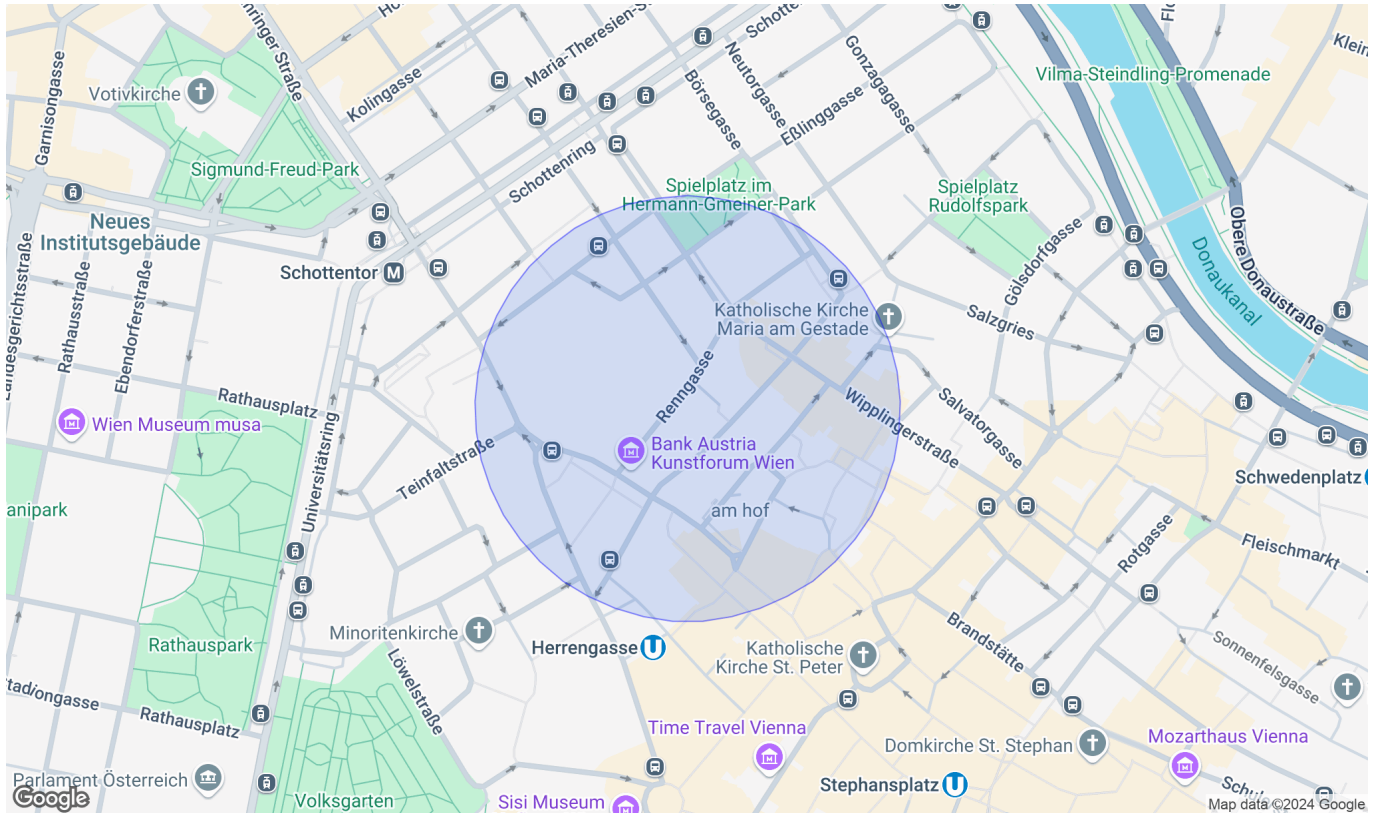 Votivkirche
Sigmund-Freud-Park
Neues
Institutsgebäude
Garnisongasse
Kolingasse
Schottenring
Börsegasse
Neutorgasse
Gonzagagasse
Eßlinggasse
Vilma-Steindling-Promenade
Spielplatz im
Hermann-Gmeiner-Park
Spielplatz
Rudolfspark
Gölsdorfgasse
Donaukanal
Obere Donaustraße
Schottentor
M
Rathausstraße
Ebendorferstraße
Katholische Kirche
Maria am Gestade
Salzgries
Renngasse
Wipplingerstraße
Salvatorgasse
Rathausplatz
Wien Museum musa
Universitätsring
Teinfaltstraße
Bank Austria
Kunstforum Wien
am hof
Schwedenplatz
anipark
Rotgasse
Fleischmarkt
Minoritenkirche
Rathauspark
Herrengasse
U
Katholische
Kirche St. Peter
Brandstätte
Sonnenfelsgasse
Löwelstraße
Stadiongasse
Rathausplatz
Time Travel Vienna
Domkirche St. Stephan
Mozarthaus Vienna
Parlament Österreich
Volksgarten
Sisi Museum
Stephansplatz
U
Google
Map data ©2024 Google